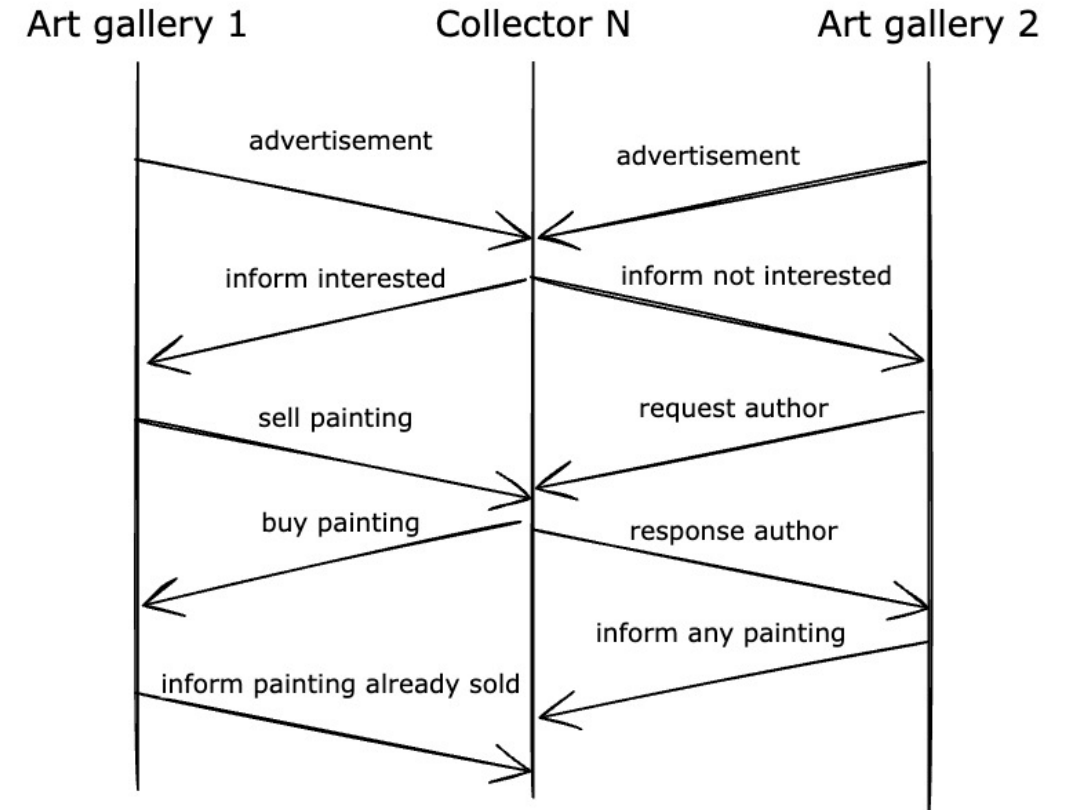 Art gallery 1
Collector N
Art gallery 2
advertisement
advertisement
inform interested
inform not interested
sell painting
request author
buy painting
response author
inform any painting
inform painting already sold